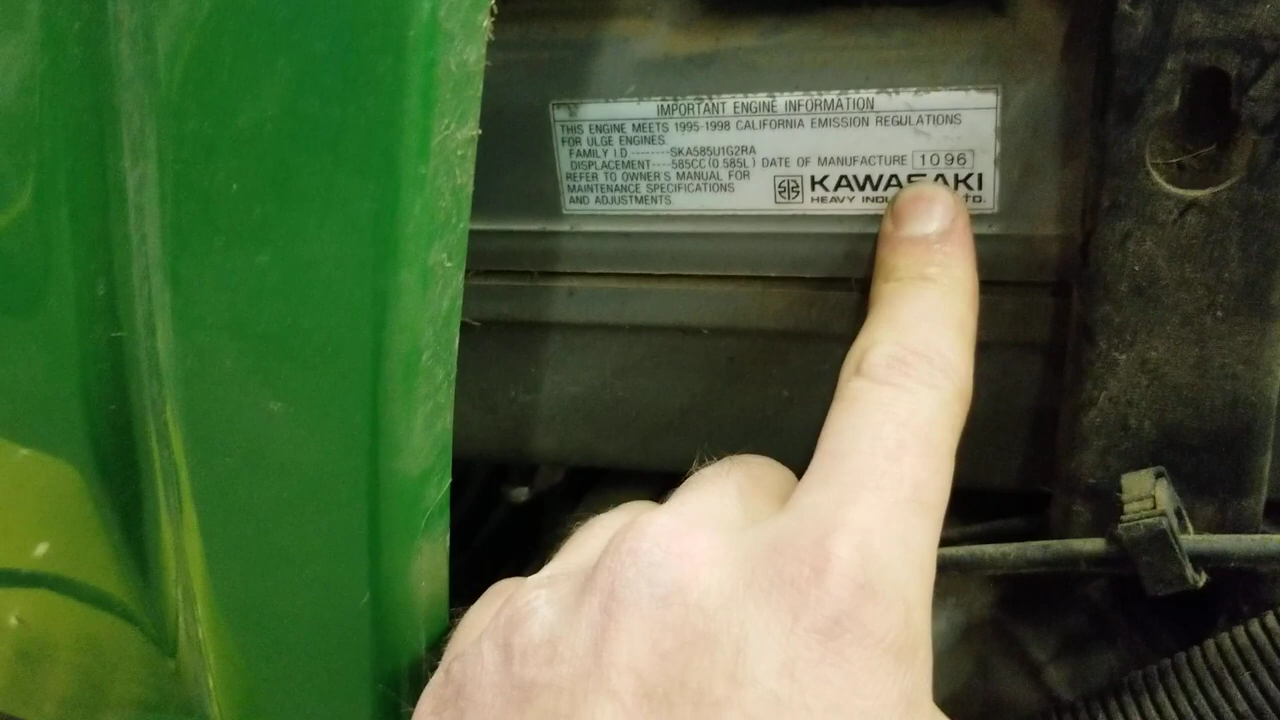 IMPORTANT ENGINE INFORMATION
THIS ENGINE MEETS 1995-1998 CALIFORNIA EMISSION REGULATIONS
FOR ULGE ENGINES.
FAMILY I.D -------SKA585U1G2RA
DISPLACEMENT----585CC(0.585L) DATE OF MANUFACTURE 1096
REFER TO OWNER'S MANUAL FOR
MAINTENANCE SPECIFICATIONS
AND ADJUSTMENTS.
KAWASAKI
HEAVY